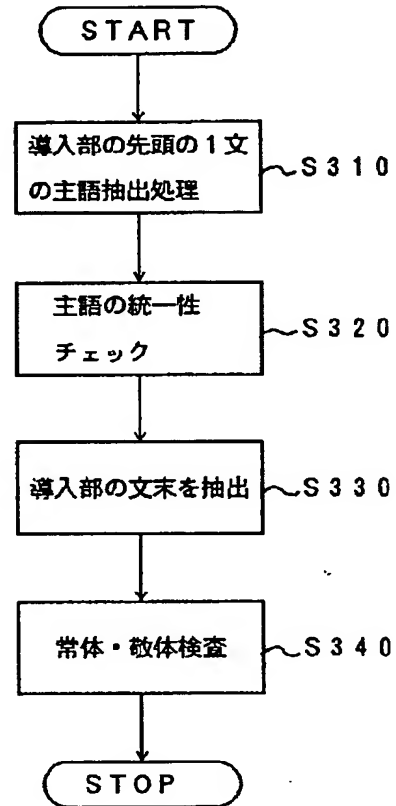 START
導入部の先頭の1文
の主語抽出処理
S310
主語の統一性
チェック
S320
導入部の文末を抽出
S330
常体・敬体検査
S340
STOP